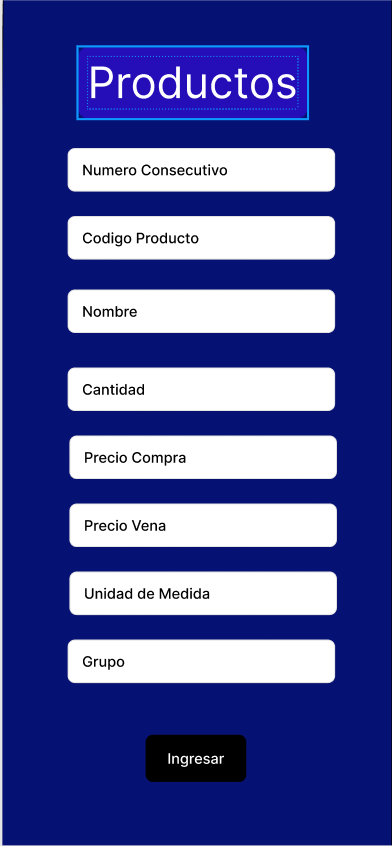 Productos
Numero Consecutivo
Codigo Producto
Nombre
Cantidad
Precio Compra
Precio Vena
Unidad de Medida
Grupo
Ingresar